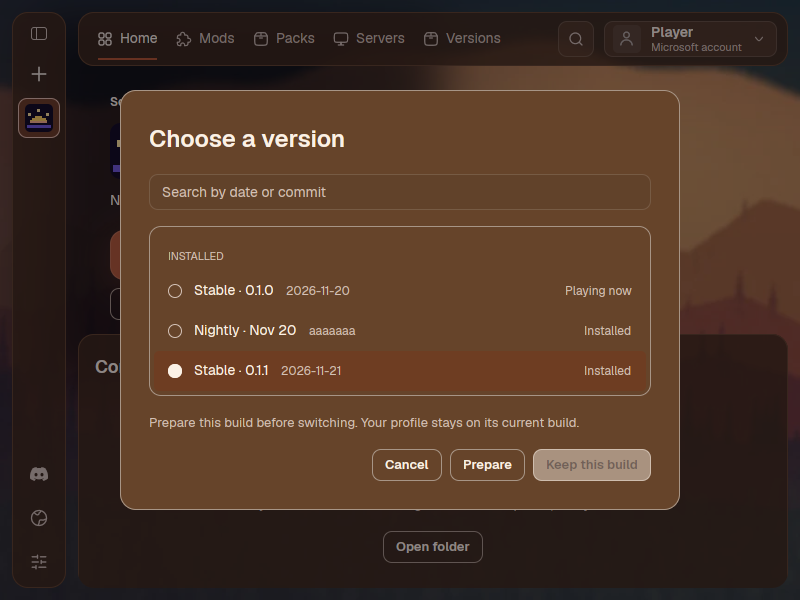 Home
Mods
Packs
Servers
Versions
Player
Microsoft account
Choose a version
Search by date or commit
INSTALLED
Stable · 0.1.0 2026-11-20 Playing now
Nightly · Nov 20 aaaaaaa Installed
Stable · 0.1.1 2026-11-21 Installed
Prepare this build before switching. Your profile stays on its current build.
Cancel
Prepare
Keep this build
Open folder